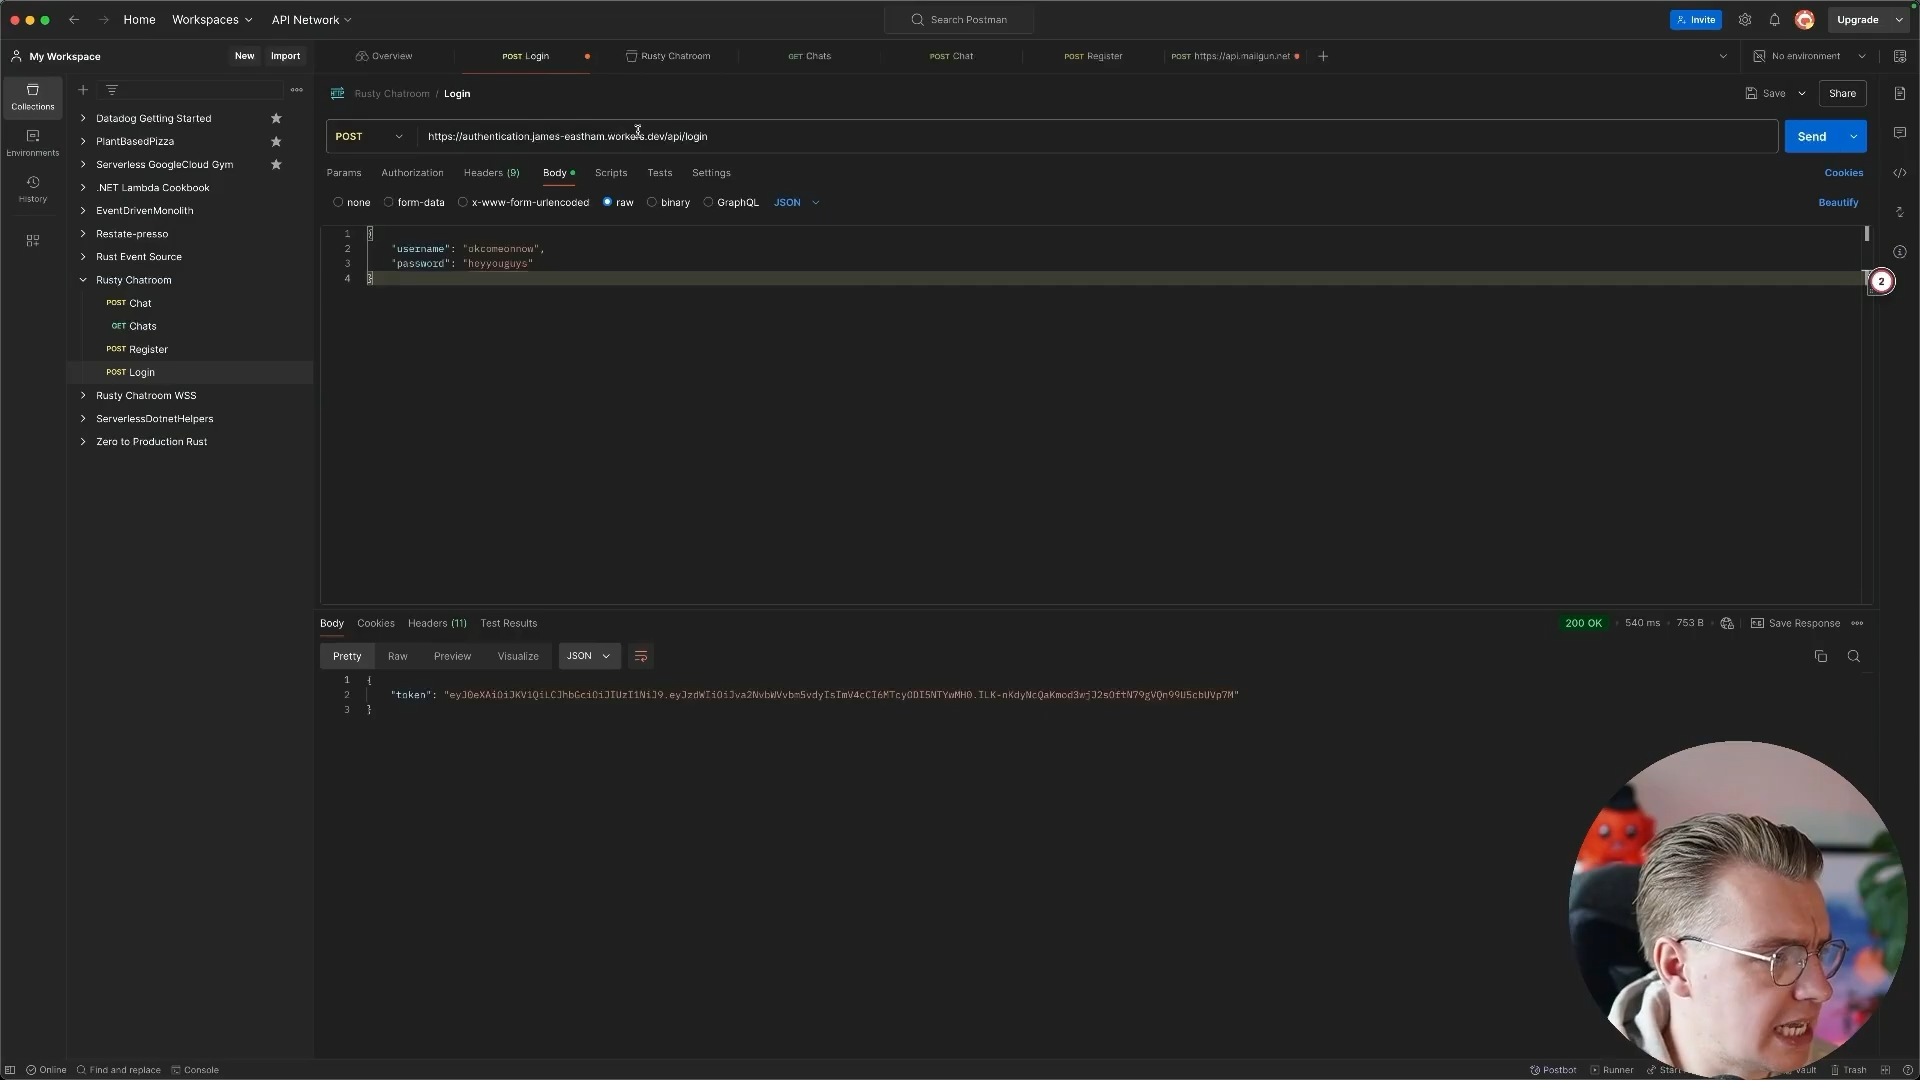 Home
Workspaces
API Network
Search Postman
Invite
Upgrade
My Workspace
New
Import
Overview
POST Login
Rusty Chatroom
GET Chats
POST Chat
POST Register
POST https://api.mailgun.net
No environment
Collections
Environments
History
Datadog Getting Started
PlantBasedPizza
Serverless GoogleCloud Gym
.NET Lambda Cookbook
EventDrivenMonolith
Restate-presso
Rust Event Source
Rusty Chatroom
POST Chat
GET Chats
POST Register
POST Login
Rusty Chatroom WSS
ServerlessDotnetHelpers
Zero to Production Rust
HTTP
Rusty Chatroom / Login
Save
Share
POST
https://authentication.james-eastham.workers.dev/api/login
Send
Params
Authorization
Headers (9)
Body
Scripts
Tests
Settings
Cookies
none
form-data
x-www-form-urlencoded
raw
binary
GraphQL
JSON
Beautify
1 {
2 "username": "okcomeonnow",
3 "password": "heyyouguys"
4 }
2
Body
Cookies
Headers (11)
Test Results
200 OK
540 ms
753 B
Save Response
Pretty
Raw
Preview
Visualize
JSON
1 {
2 "token":
3 }
Online
Find and replace
Console
Postbot
Runner
Start
Vault
Trash